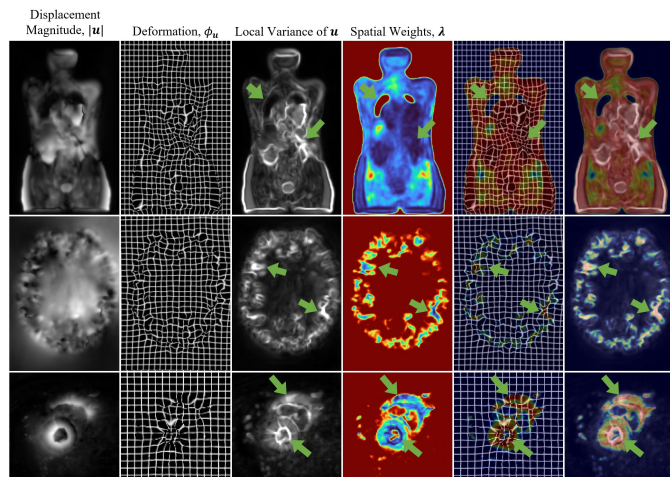 Displacement
Magnitude, |u|
Deformation, ϕᵤ
Local Variance of u
Spatial Weights, λ